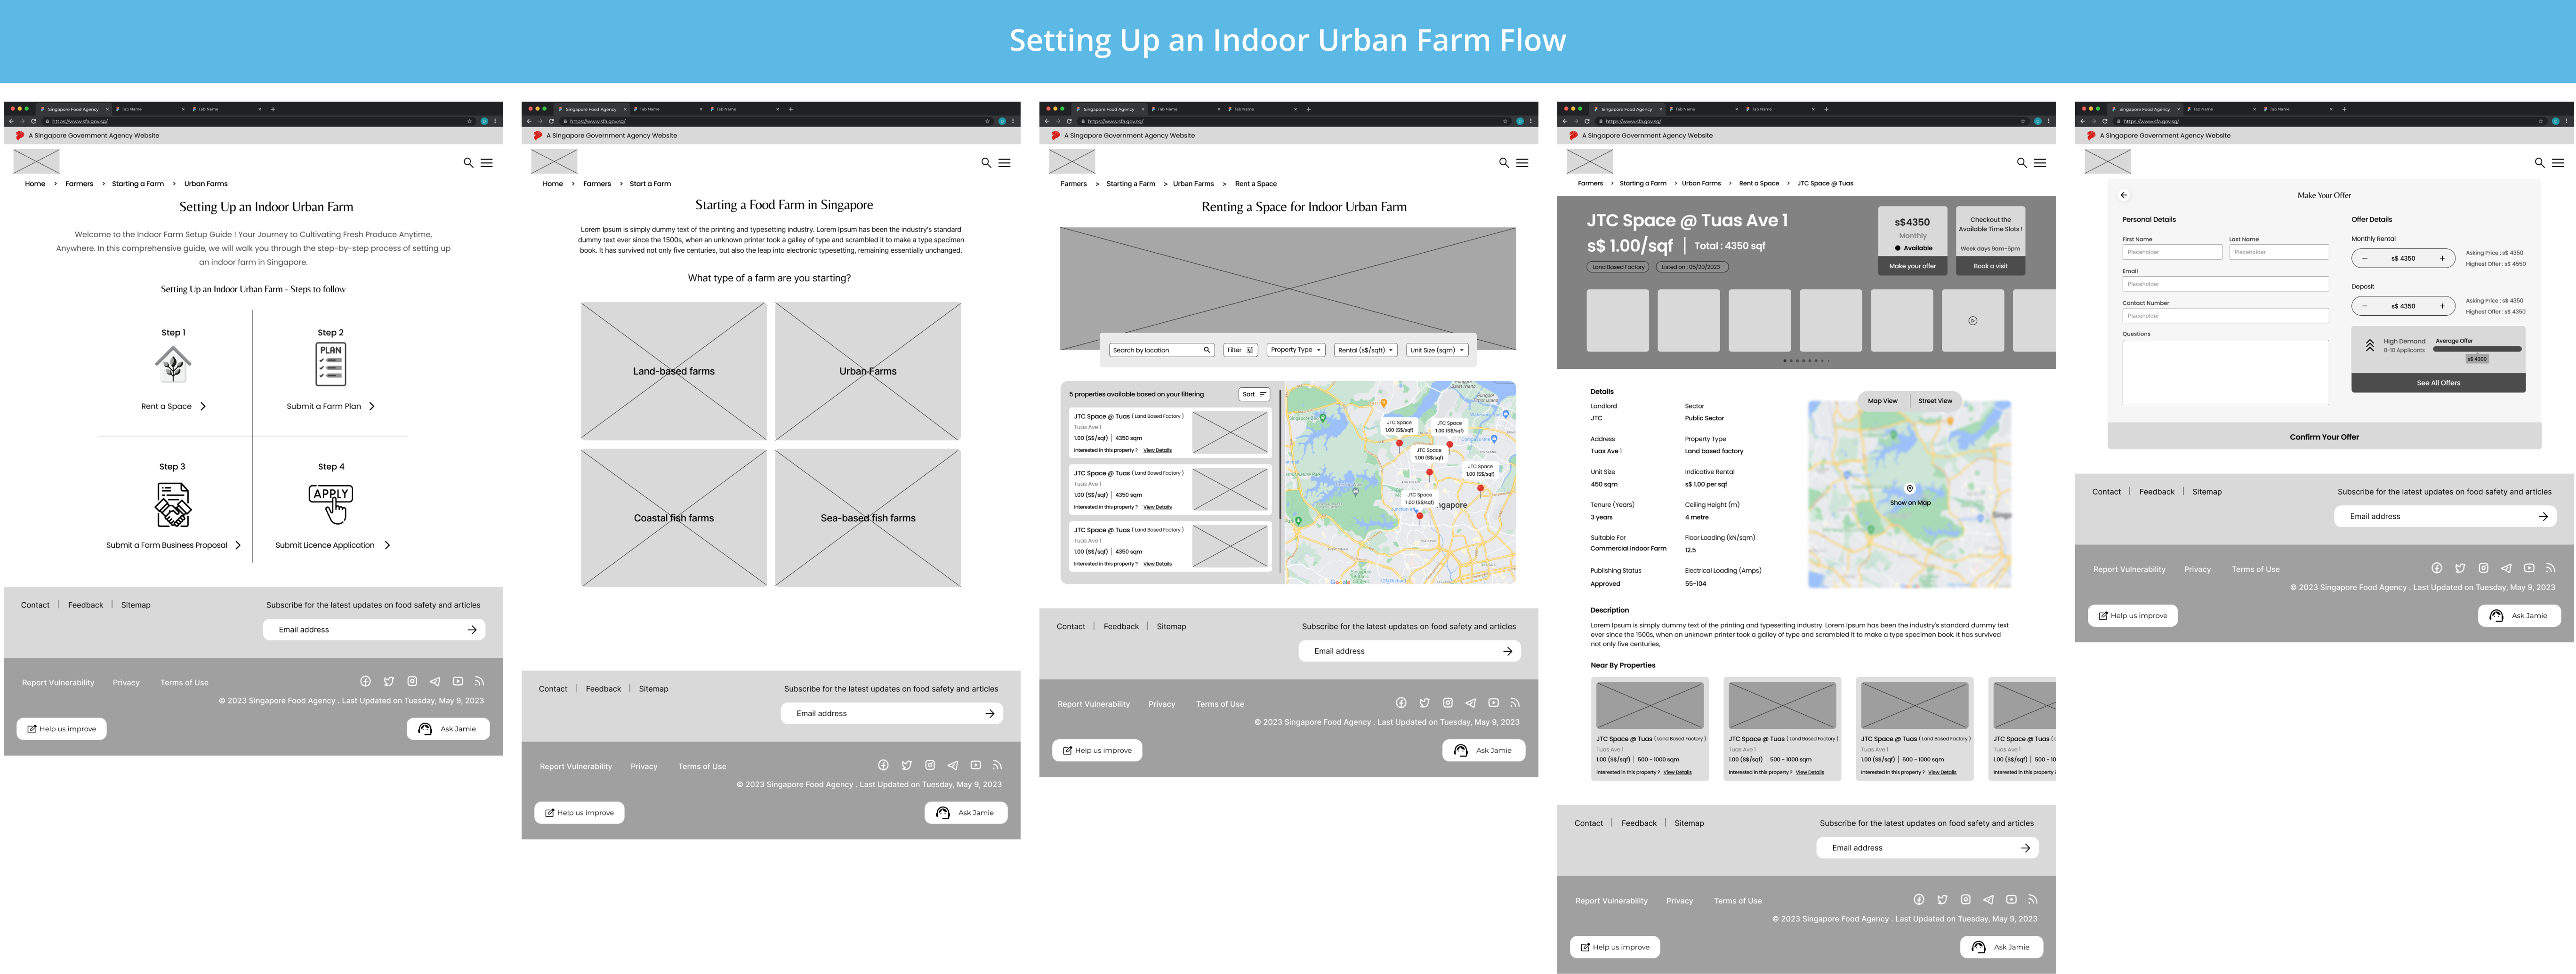 Setting Up an Indoor Urban Farm Flow
Singapore Food Agency
Tab Name
Tab Name
https://www.sfa.gov.sg/
A Singapore Government Agency Website
Home > Farmers > Starting a Farm > Urban Farms
Setting Up an Indoor Urban Farm
Welcome to the Indoor Farm Setup Guide ! Your Journey to Cultivating Fresh Produce Anytime,
Anywhere. In this comprehensive guide, we will walk you through the step-by-step process of setting up
an indoor farm in Singapore.
Setting Up an Indoor Urban Farm - Steps to follow
Step 1
Rent a Space
Step 2
PLAN
Submit a Farm Plan
Step 3
Submit a Farm Business Proposal
Step 4
APPLY
Submit Licence Application
Contact | Feedback | Sitemap
Subscribe for the latest updates on food safety and articles
Email address
Report Vulnerability Privacy Terms of Use
© 2023 Singapore Food Agency . Last Updated on Tuesday, May 9, 2023
Help us improve
Ask Jamie
Singapore Food Agency
Tab Name
Tab Name
https://www.sfa.gov.sg/
A Singapore Government Agency Website
Home > Farmers > Start a Farm
Starting a Food Farm in Singapore
Lorem Ipsum is simply dummy text of the printing and typesetting industry. Lorem Ipsum has been the industry's standard
dummy text ever since the 1500s, when an unknown printer took a galley of type and scrambled it to make a type specimen
book. It has survived not only five centuries, but also the leap into electronic typesetting, remaining essentially unchanged.
What type of a farm are you starting?
Land-based farms
Urban Farms
Coastal fish farms
Sea-based fish farms
Contact | Feedback | Sitemap
Subscribe for the latest updates on food safety and articles
Email address
Report Vulnerability Privacy Terms of Use
© 2023 Singapore Food Agency . Last Updated on Tuesday, May 9, 2023
Help us improve
Ask Jamie
Singapore Food Agency
Tab Name
Tab Name
https://www.sfa.gov.sg/
A Singapore Government Agency Website
Farmers > Starting a Farm > Urban Farms > Rent a Space
Renting a Space for Indoor Urban Farm
Search by location
Filter
Property Type
Rental (s$/sqft)
Unit Size (sqm)
5 properties available based on your filtering
Sort
JTC Space @ Tuas ( Land Based Factory )
Tuas Ave 1
1.00 (S$/sqf) | 4350 sqm
Interested in this property ? View Details
JTC Space @ Tuas ( Land Based Factory )
Tuas Ave 1
1.00 (S$/sqf) | 4350 sqm
Interested in this property ? View Details
JTC Space @ Tuas ( Land Based Factory )
Tuas Ave 1
1.00 (S$/sqf) | 4350 sqm
Interested in this property ? View Details
JTC Space
1.00 (S$/sqf)
JTC Space
1.00 (S$/sqf)
JTC Space
1.00 (S$/sqf)
JTC Space
1.00 (S$/sqf)
JTC Space
1.00 (S$/sqf)
ngapore
Google
Contact | Feedback | Sitemap
Subscribe for the latest updates on food safety and articles
Email address
Report Vulnerability Privacy Terms of Use
© 2023 Singapore Food Agency . Last Updated on Tuesday, May 9, 2023
Help us improve
Ask Jamie
Singapore Food Agency
Tab Name
Tab Name
https://www.sfa.gov.sg/
A Singapore Government Agency Website
Farmers > Starting a Farm > Urban Farms > Rent a Space > JTC Space @ Tuas
JTC Space @ Tuas Ave 1
s$ 1.00/sqf | Total : 4350 sqf
Land Based Factory
Listed on : 05/20/2023
s$4350
Monthly
Available
Make your offer
Checkout the
Available Time Slots !
Week days 9am-6pm
Book a visit
Details
Landlord
JTC
Sector
Public Sector
Address
Tuas Ave 1
Property Type
Land based factory
Unit Size
450 sqm
Indicative Rental
s$ 1.00 per sqf
Tenure (Years)
3 years
Ceiling Height (m)
4 metre
Suitable For
Commercial Indoor Farm
Floor Loading (kN/sqm)
12.5
Publishing Status
Approved
Electrical Loading (Amps)
55-104
Map View | Street View
Show on Map
Description
Lorem Ipsum is simply dummy text of the printing and typesetting industry. Lorem Ipsum has been the industry's standard dummy text
ever since the 1500s, when an unknown printer took a galley of type and scrambled it to make a type specimen book. It has survived
not only five centuries,
Near By Properties
JTC Space @ Tuas ( Land Based Factory )
Tuas Ave 1
1.00 (S$/sqf) | 500 - 1000 sqm
Interested in this property ? View Details
JTC Space @ Tuas ( Land Based Factory )
Tuas Ave 1
1.00 (S$/sqf) | 500 - 1000 sqm
Interested in this property ? View Details
JTC Space @ Tuas ( Land Based Factory )
Tuas Ave 1
1.00 (S$/sqf) | 500 - 1000 sqm
Interested in this property ? View Details
JTC Space @ Tuas (
Tuas Ave 1
1.00 (S$/sqf) | 500 - 10
Interested in this property
Contact | Feedback | Sitemap
Subscribe for the latest updates on food safety and articles
Email address
Report Vulnerability Privacy Terms of Use
© 2023 Singapore Food Agency . Last Updated on Tuesday, May 9, 2023
Help us improve
Ask Jamie
Singapore Food Agency
Tab Name
Tab Name
https://www.sfa.gov.sg/
A Singapore Government Agency Website
Make Your Offer
Personal Details
First Name
Placeholder
Last Name
Placeholder
Email
Placeholder
Contact Number
Placeholder
Questions
Offer Details
Monthly Rental
− s$ 4350 +
Asking Price : s$ 4350
Highest Offer : s$ 4550
Deposit
− s$ 4350 +
Asking Price : s$ 4350
Highest Offer : s$ 4350
High Demand
8-10 Applicants
Average Offer
s$ 4300
See All Offers
Confirm Your Offer
Contact | Feedback | Sitemap
Subscribe for the latest updates on food safety and articles
Email address
Report Vulnerability Privacy Terms of Use
© 2023 Singapore Food Agency . Last Updated on Tuesday, May 9, 2023
Help us improve
Ask Jamie